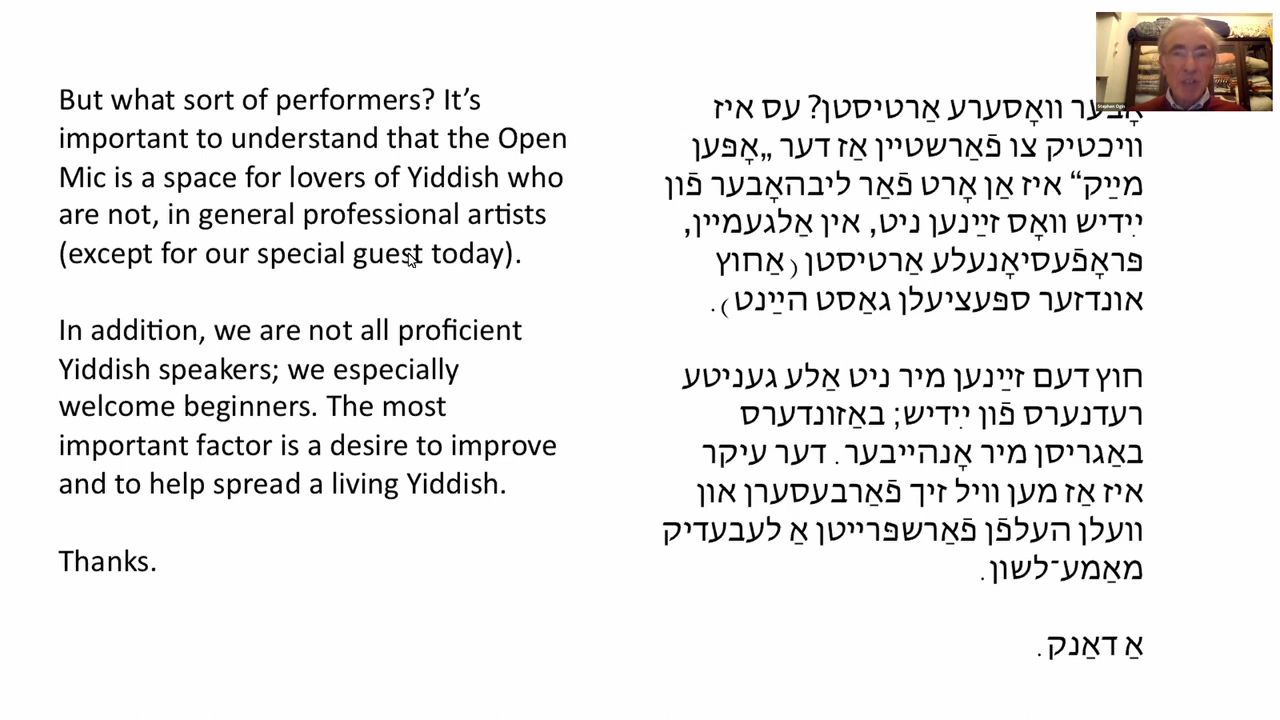 But what sort of performers? It’s
important to understand that the Open
Mic is a space for lovers of Yiddish who
are not, in general professional artists
(except for our special guest today).
In addition, we are not all proficient
Yiddish speakers; we especially
welcome beginners. The most
important factor is a desire to improve
and to help spread a living Yiddish.
Thanks.
אָבער וואָסערע אַרטיסטן? עס איז
וויכטיק צו פֿאַרשטיין אַז דער „אָפּען
מײַק“ איז אַן אָרט פֿאַר ליבהאָבער פֿון
ייִדיש וואָס זײַנען ניט, אין אַלגעמיין,
פּראָפֿעסיאָנעלע אַרטיסטן (אַחוץ
אונדזער ספּעציעלן גאַסט הײַנט).
חוץ דעם זײַנען מיר ניט אַלע געניטע
רעדנערס פֿון ייִדיש; באַזונדערס
באַגריסן מיר אָנהייבער. דער עיקר
איז אַז מען וויל זיך פֿאַרבעסערן און
וועלן העלפֿן פֿאַרשפּרייטן אַ לעבעדיק
מאַמע־לשון.
אַ דאַנק.